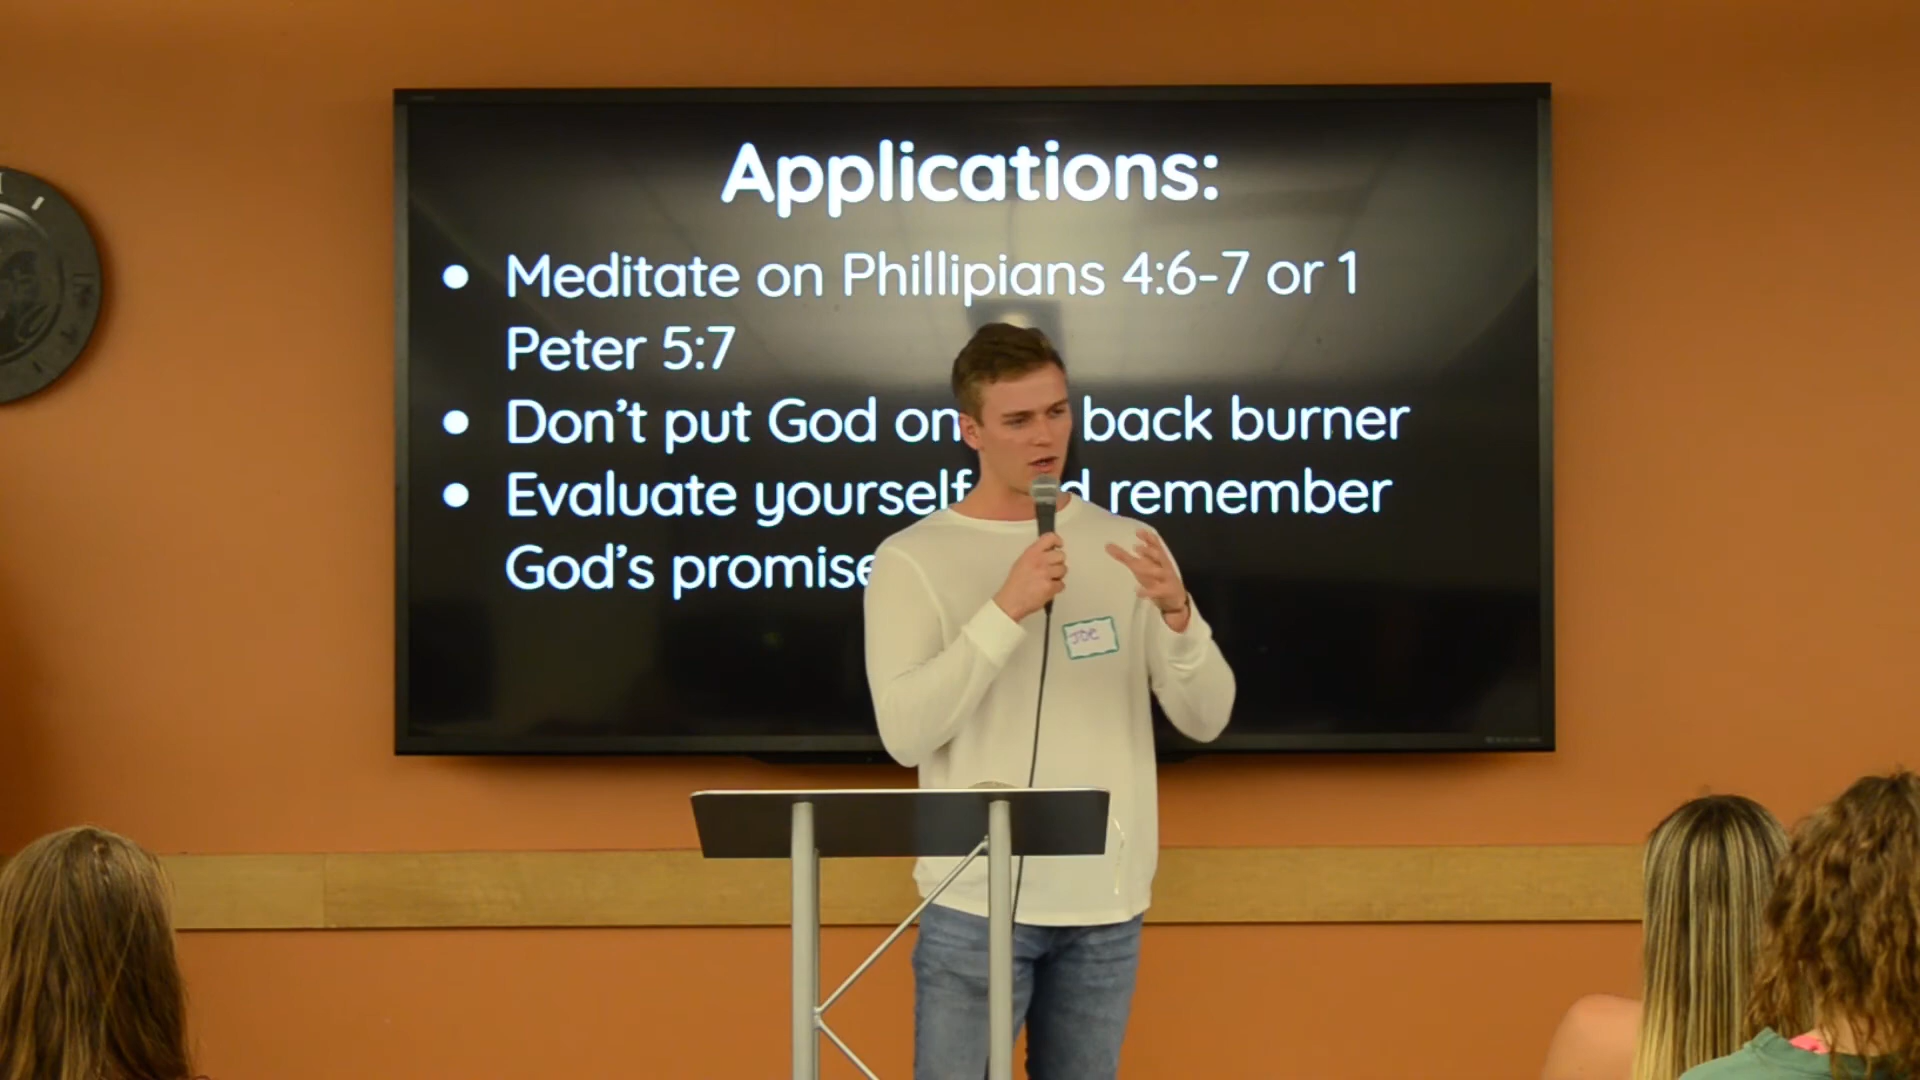 Applications:
• Meditate on Phillipians 4:6-7 or 1
Peter 5:7
• Don't put God on back burner
• Evaluate yourself remember
God's promise
JOE